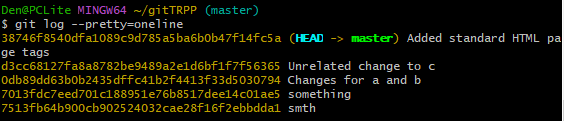 Den@PCLite MINGW64 ~/gitTRPP (master)
$ git log --pretty=oneline
38746f8540dfa1089c9d785a5ba6b0b47f14fc5a (HEAD -> master) Added standard HTML pa
ge tags
d3cc68127fa8a8782be9489a2e1d6bf1f7f56365 Unrelated change to c
0db89dd63b0b2435dffc41b2f4413f33d5030794 Changes for a and b
7013fdc7eed701c188951e76b8517dee14c01ae5 something
7513fb64b900cb902524032cae28f16f2ebbdda1 smth